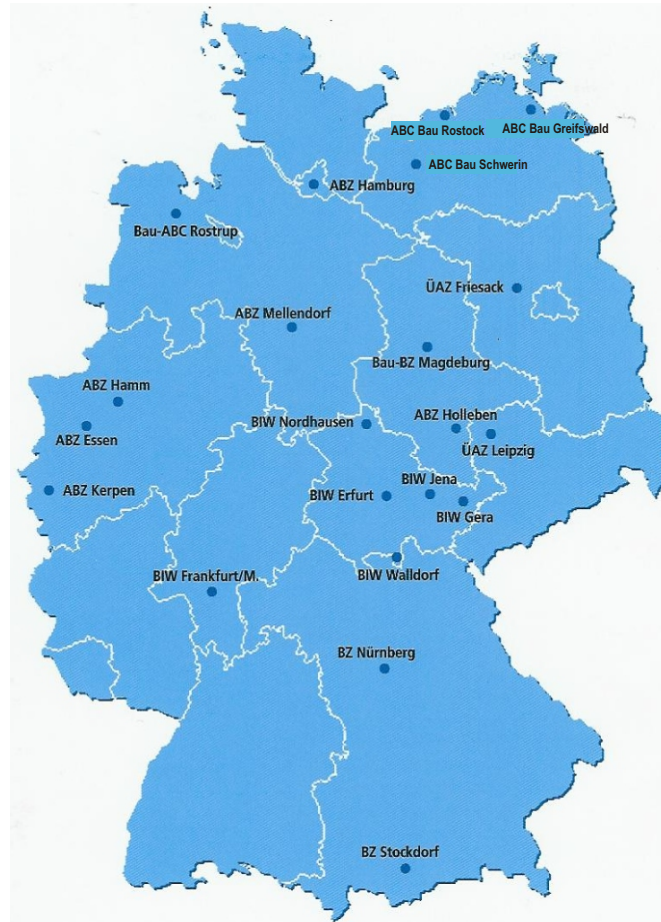 ABC Bau Rostock
ABC Bau Greifswald
ABC Bau Schwerin
ABZ Hamburg
Bau-ABC Rostrup
ÜAZ Friesack
ABZ Mellendorf
Bau-BZ Magdeburg
ABZ Hamm
BIW Nordhausen
ABZ Holleben
ABZ Essen
ÜAZ Leipzig
ABZ Kerpen
BIW Erfurt
BIW Jena
BIW Gera
BIW Frankfurt/M.
BIW Walldorf
BZ Nürnberg
BZ Stockdorf